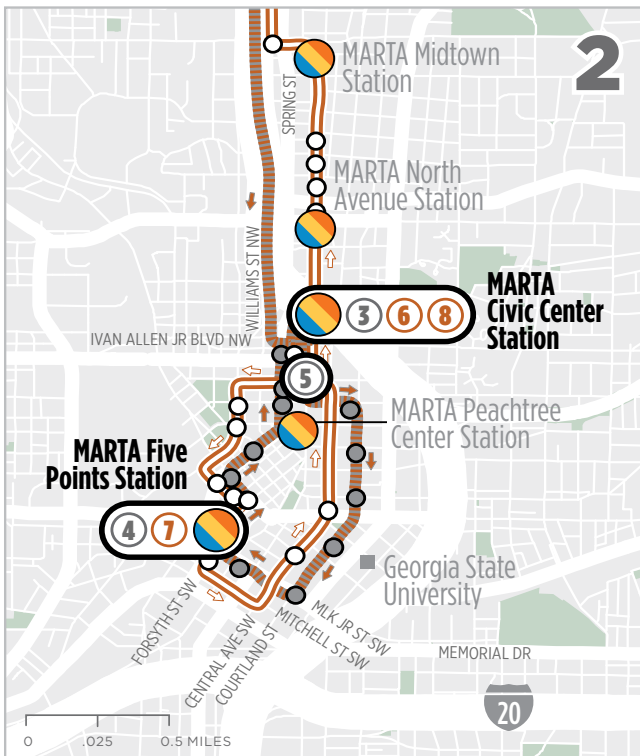 2
MARTA Midtown
Station
SPRING ST
MARTA North
Avenue Station
WILLIAMS ST NW
MARTA
Civic Center
Station
3 6 8
IVAN ALLEN JR BLVD NW
5
MARTA Peachtree
Center Station
MARTA Five
Points Station
4 7
Georgia State
University
FORSYTH ST SW
CENTRAL AVE SW
COURTLAND ST
MITCHELL ST SW
MLK JR ST SW
MEMORIAL DR
20
0 .025 0.5 MILES